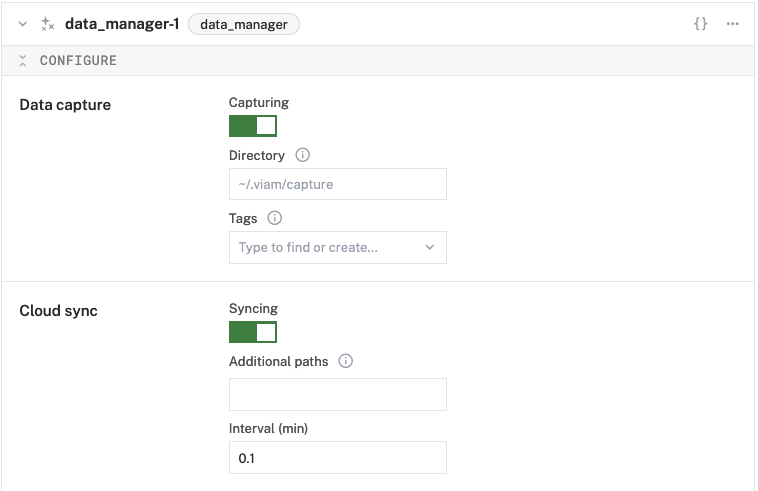 data_manager-1 data_manager {} ...
CONFIGURE
Data capture
Capturing
Directory
~/.viam/capture
Tags
Type to find or create...
Cloud sync
Syncing
Additional paths
Interval (min)
0.1